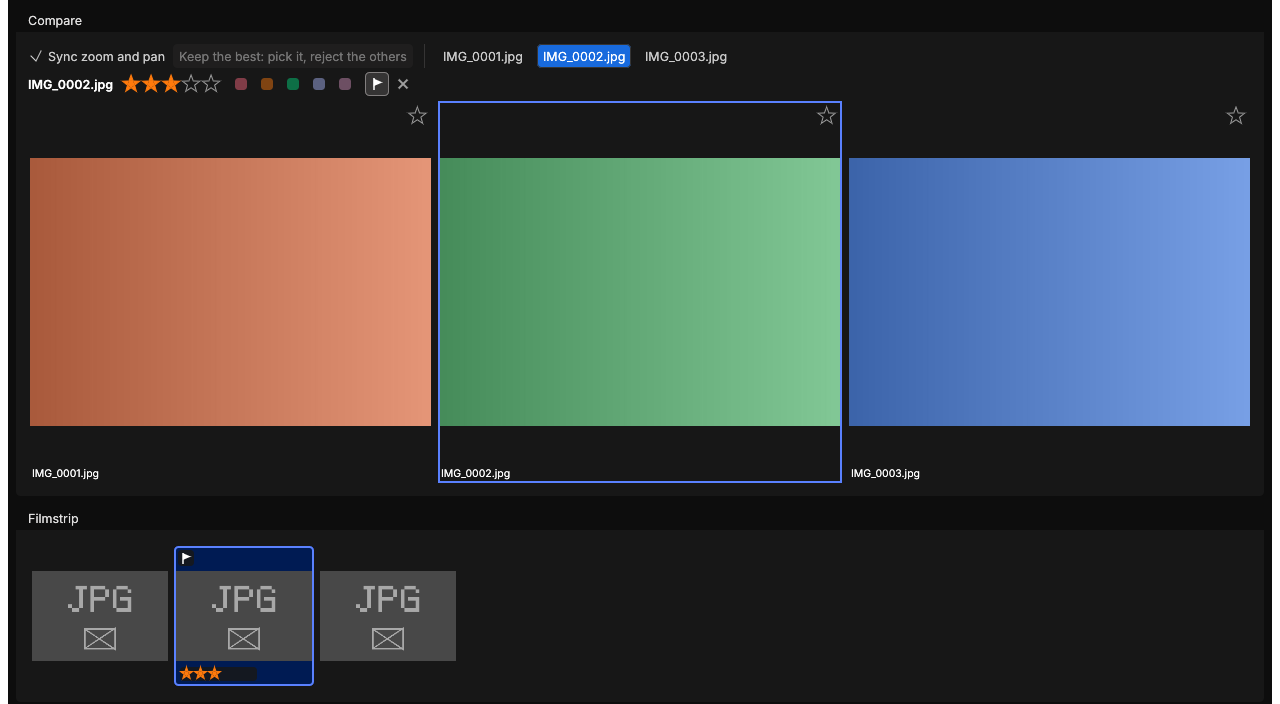 Compare
Sync zoom and pan Keep the best: pick it, reject the others IMG_0001.jpg IMG_0002.jpg IMG_0003.jpg
IMG_0002.jpg
IMG_0001.jpg IMG_0002.jpg IMG_0003.jpg
Filmstrip
JPG JPG JPG